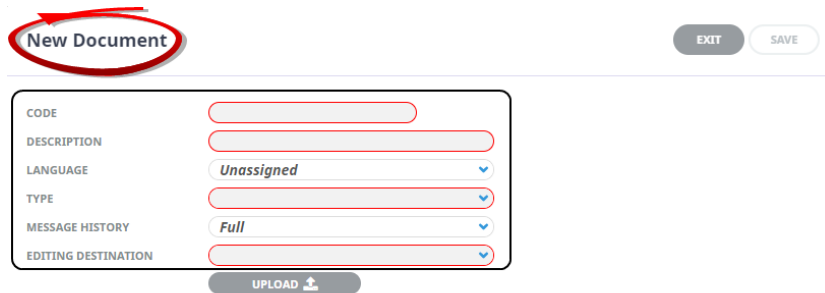 New Document
EXIT
SAVE
CODE
DESCRIPTION
LANGUAGE Unassigned
TYPE
MESSAGE HISTORY Full
EDITING DESTINATION
UPLOAD